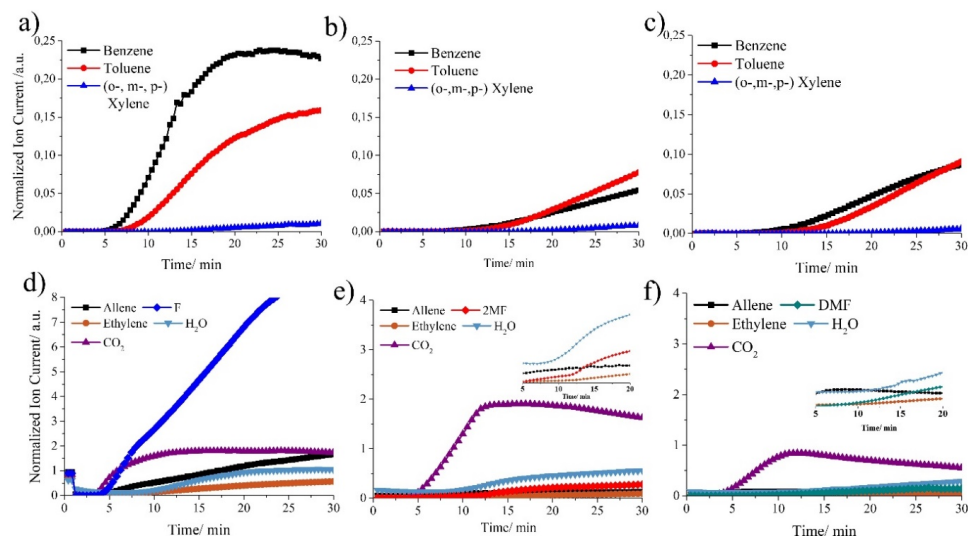 a)
Benzene
Toluene
(o-, m-, p-)
Xylene
Normalized Ion Current /a.u.
0,25
0,20
0,15
0,10
0,05
0,00
0 5 10 15 20 25 30
Time/ min
b)
Benzene
Toluene
(o-,m-,p-) Xylene
0,25
0,20
0,15
0,10
0,05
0,00
0 5 10 15 20 25 30
Time/ min
c)
Benzene
Toluene
(o-,m-,p-) Xylene
0,25
0,20
0,15
0,10
0,05
0,00
0 5 10 15 20 25 30
Time/ min
d)
Allene F
Ethylene H₂O
CO₂
Normalized Ion Current/ a.u.
8
7
6
5
4
3
2
1
0
0 5 10 15 20 25 30
Time/ min
e)
Allene 2MF
Ethylene H₂O
CO₂
4
3
2
1
0
0 5 10 15 20 25 30
Time/ min
5 10 15 20
Time/ min
f)
Allene DMF
Ethylene H₂O
CO₂
4
3
2
1
0
0 5 10 15 20 25 30
Time/ min
5 10 15 20
Time/ min